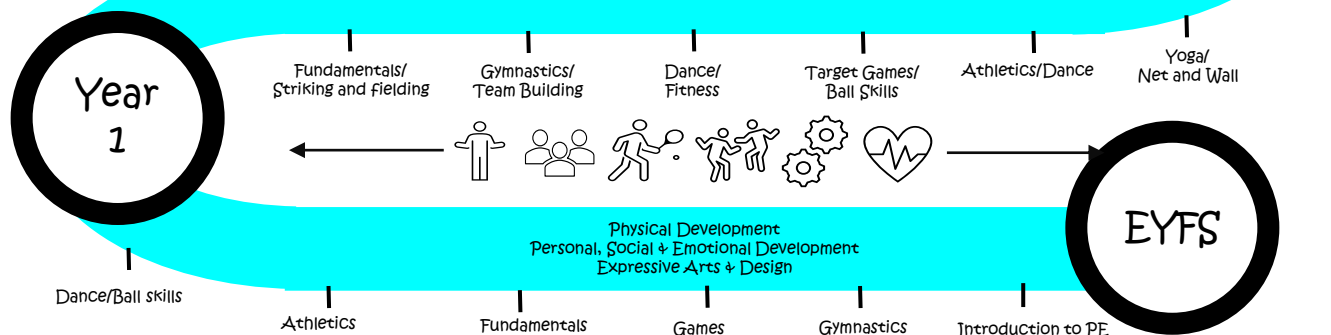 Year
1
Fundamentals/
Striking and fielding
Gymnastics/
Team Building
Dance/
Fitness
Target Games/
Ball Skills
Athletics/Dance
Yoga/
Net and Wall
EYFS
Physical Development
Personal, Social & Emotional Development
Expressive Arts & Design
Dance/Ball skills
Athletics
Fundamentals
Games
Gymnastics
Introduction to PE